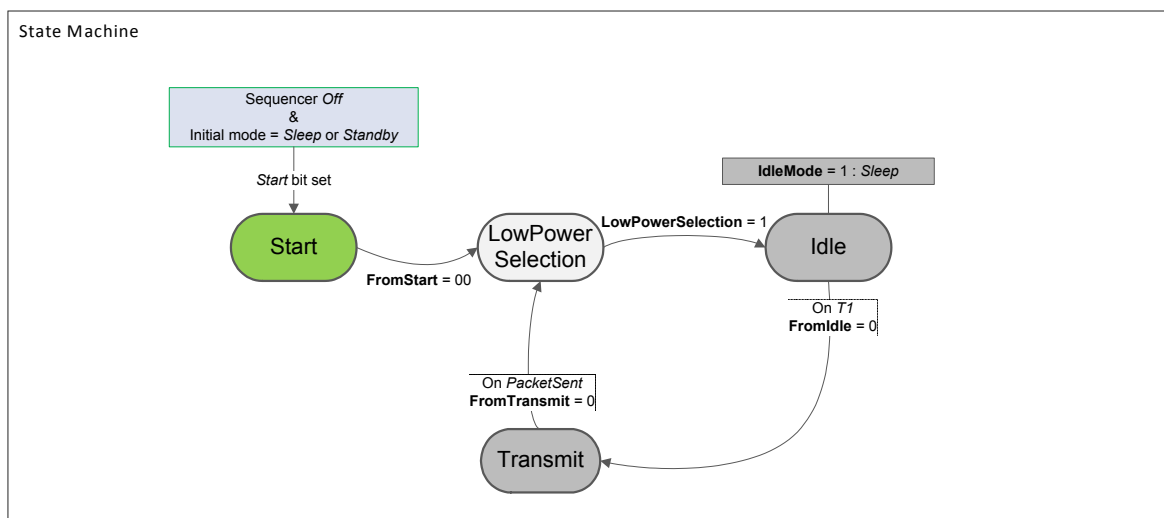 State Machine
Sequencer Off
&
Initial mode = Sleep or Standby
Start bit set
IdleMode = 1 : Sleep
Start
LowPower
Selection
LowPowerSelection = 1
Idle
FromStart = 00
On T1
FromIdle = 0
On PacketSent
FromTransmit = 0
Transmit